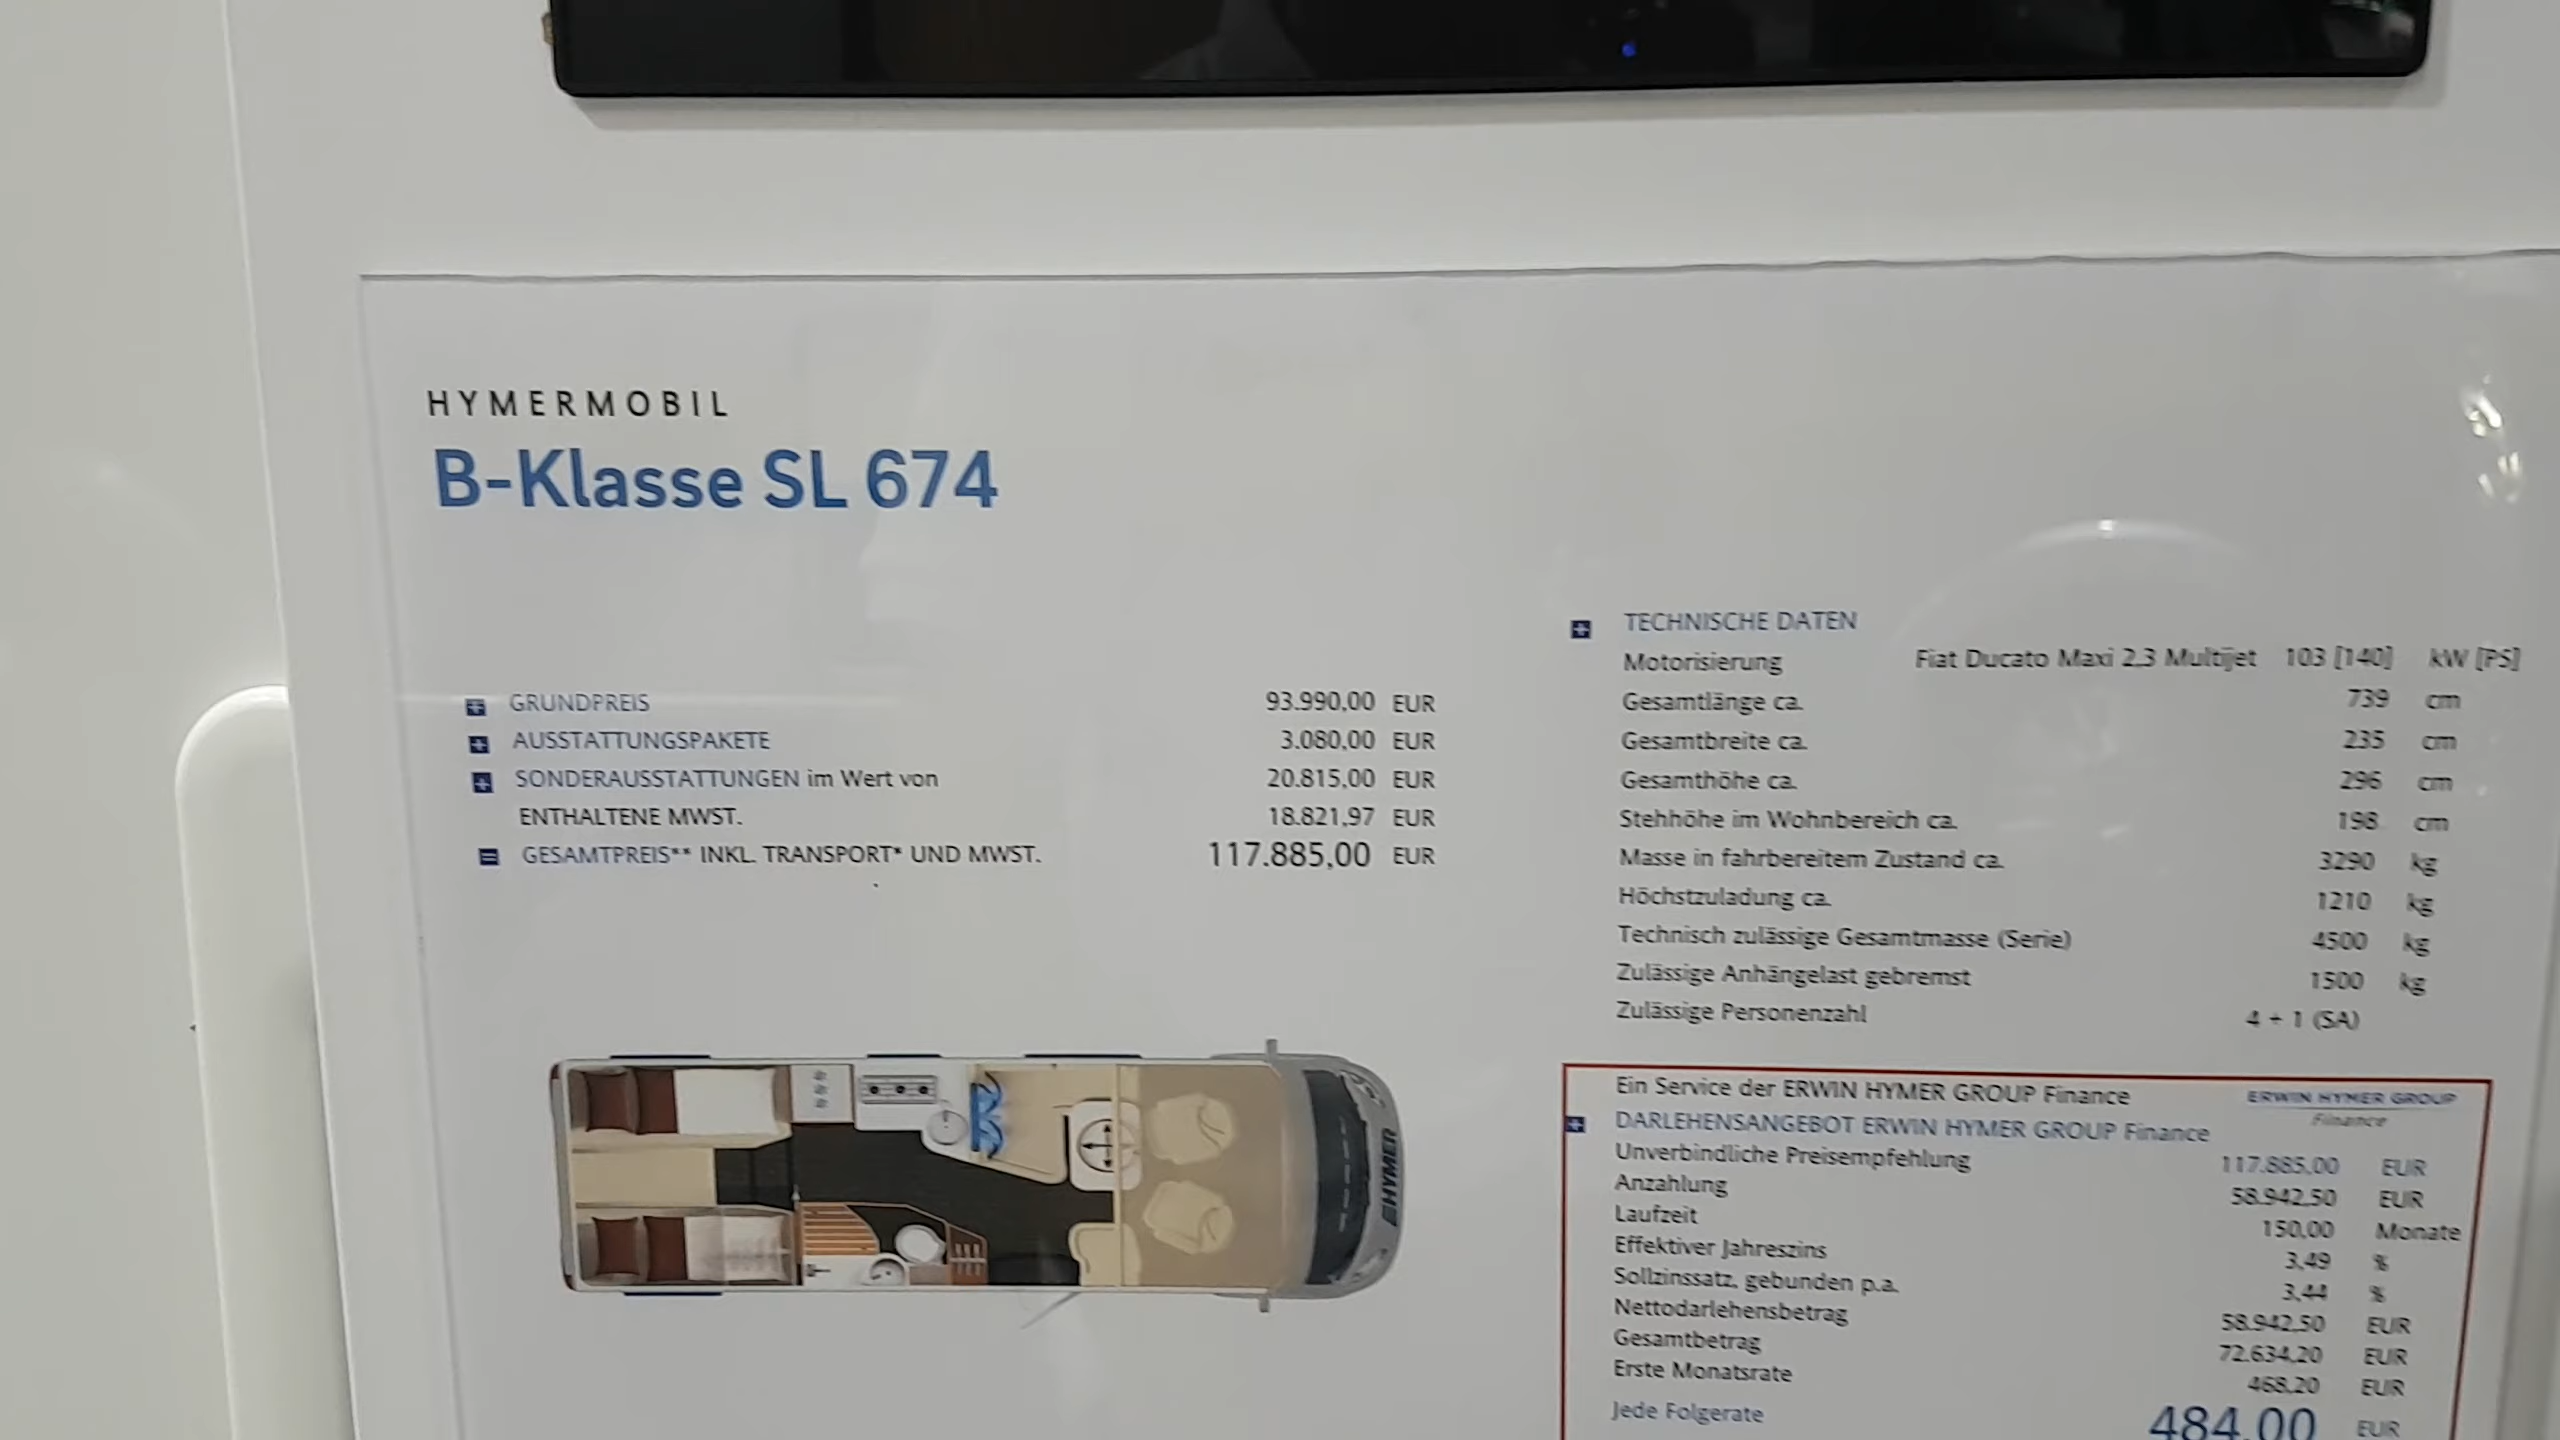 HYMERMOBIL
B-Klasse SL 674
GRUNDPREIS 93.990,00 EUR
AUSSTATTUNGSPAKETE 3.080,00 EUR
SONDERAUSSTATTUNGEN im Wert von 20.815,00 EUR
ENTHALTENE MWST. 18.821,97 EUR
GESAMTPREIS** INKL. TRANSPORT* UND MWST. 117.885,00 EUR
HYMER
TECHNISCHE DATEN
Motorisierung Fiat Ducato Maxi 2,3 Multijet 103 [140] kW [PS]
Gesamtlänge ca. 739 cm
Gesamtbreite ca. 235 cm
Gesamthöhe ca. 296 cm
Stehhöhe im Wohnbereich ca. 198 cm
Masse in fahrbereitem Zustand ca. 3290 kg
Höchstzuladung ca. 1210 kg
Technisch zulässige Gesamtmasse (Serie) 4500 kg
Zulässige Anhängelast gebremst 1500 kg
Zulässige Personenzahl 4 + 1 (SA)
Ein Service der ERWIN HYMER GROUP Finance
ERWIN HYMER GROUP
Finance
DARLEHENSANGEBOT ERWIN HYMER GROUP Finance
Unverbindliche Preisempfehlung 117.885,00 EUR
Anzahlung 58.942,50 EUR
Laufzeit 150,00 Monate
Effektiver Jahreszins 3,49 %
Sollzinssatz, gebunden p.a. 3,44 %
Nettodarlehensbetrag 58.942,50 EUR
Gesamtbetrag 72.634,20 EUR
Erste Monatsrate 468,20 EUR
Jede Folgerate 484,00 EUR